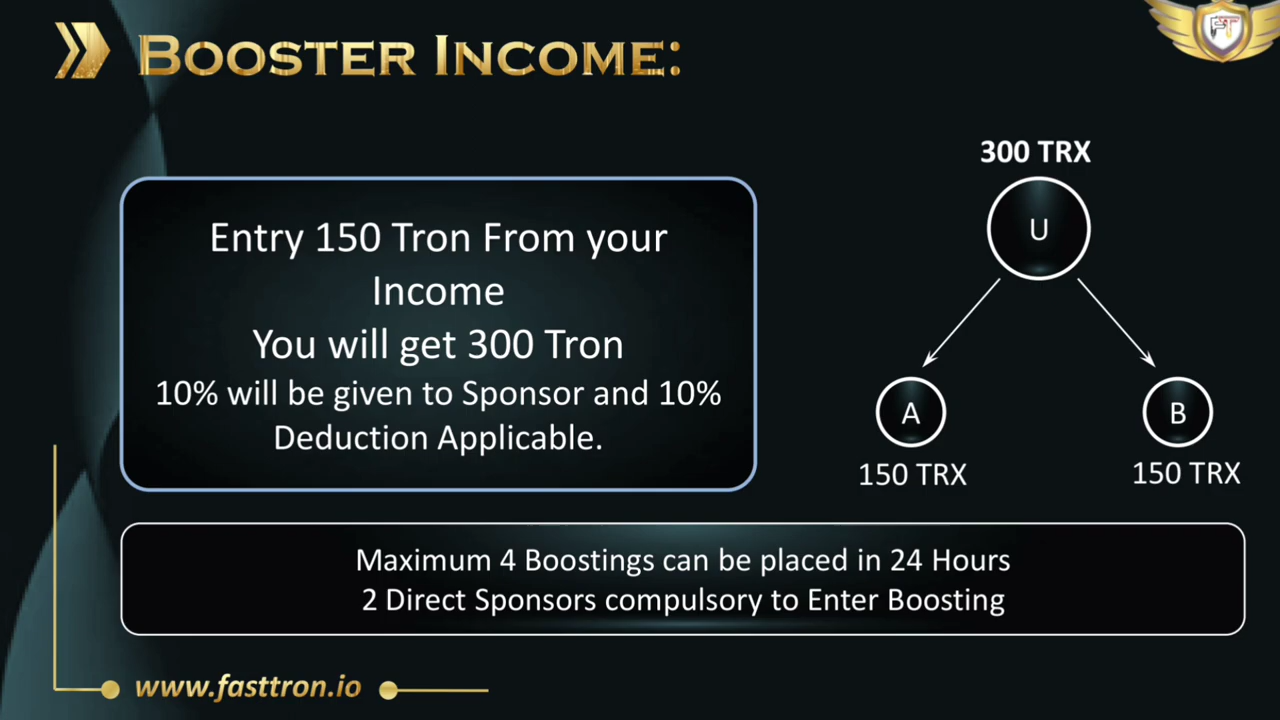 BOOSTER INCOME:
300 TRX
U
Entry 150 Tron From your
Income
You will get 300 Tron
10% will be given to Sponsor and 10%
Deduction Applicable.
A
B
150 TRX
150 TRX
Maximum 4 Boostings can be placed in 24 Hours
2 Direct Sponsors compulsory to Enter Boosting
www.fasttron.io